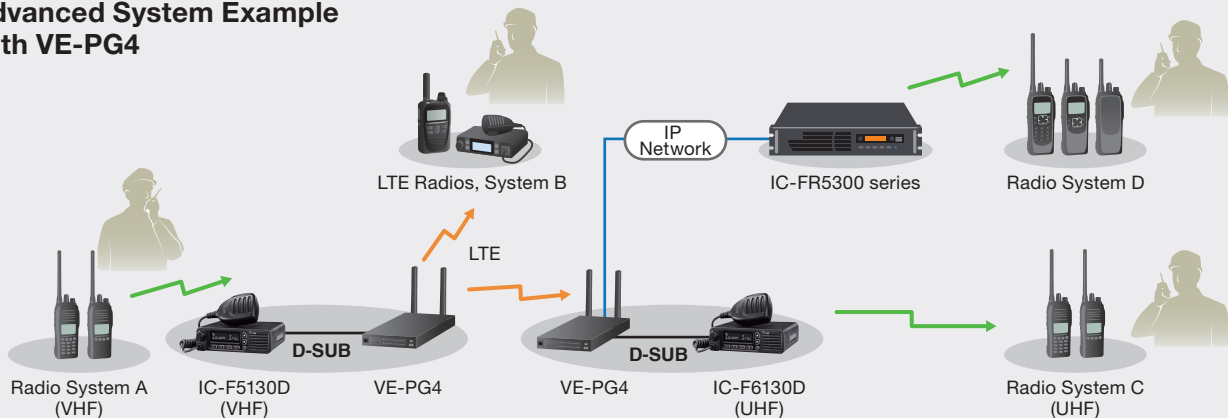 dvanced System Example
th VE-PG4
IP
Network
LTE Radios, System B
IC-FR5300 series
Radio System D
LTE
D-SUB
D-SUB
Radio System A
(VHF)
IC-F5130D
(VHF)
VE-PG4
VE-PG4
IC-F6130D
(UHF)
Radio System C
(UHF)